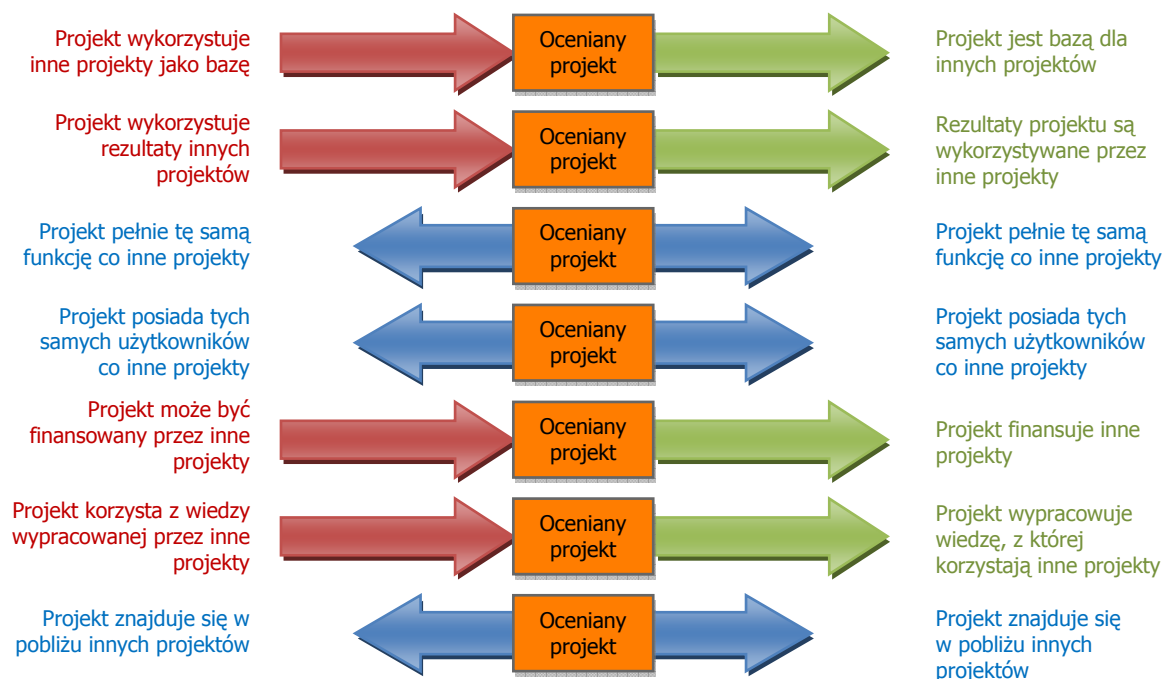 Projekt wykorzystuje
inne projekty jako bazę
Oceniany
projekt
Projekt jest bazą dla
innych projektów
Projekt wykorzystuje
rezultaty innych
projektów
Oceniany
projekt
Rezultaty projektu są
wykorzystywane przez
inne projekty
Projekt pełnie tę samą
funkcję co inne projekty
Oceniany
projekt
Projekt pełnie tę samą
funkcję co inne projekty
Projekt posiada tych
samych użytkowników
co inne projekty
Oceniany
projekt
Projekt posiada tych
samych użytkowników
co inne projekty
Projekt może być
finansowany przez inne
projekty
Oceniany
projekt
Projekt finansuje inne
projekty
Projekt korzysta z wiedzy
wypracowanej przez inne
projekty
Oceniany
projekt
Projekt wypracowuje
wiedzę, z której
korzystają inne projekty
Projekt znajduje się w
pobliżu innych projektów
Oceniany
projekt
Projekt znajduje się
w pobliżu innych
projektów